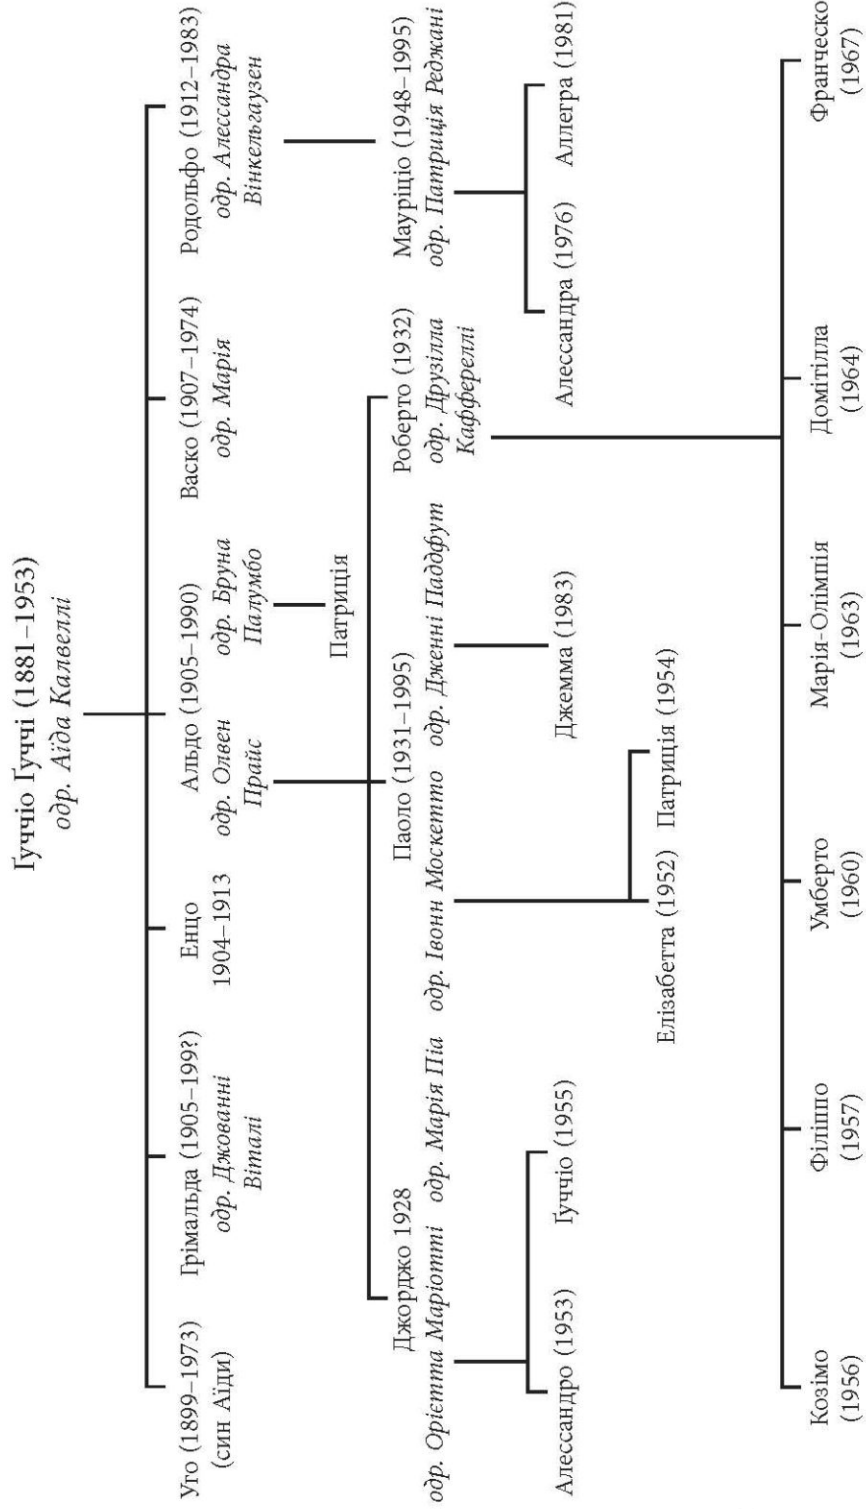 Ґуччіо Ґуччі (1881–1953)
одр. Аїда Калвеллі
Уго (1899–1973)
(син Аїди)
Грімальда (1905–199?)
одр. Джованні
Віталі
Енцо
1904–1913
Альдо (1905–1990)
одр. Олвен
Прайс
одр. Бруна
Палумбо
Васко (1907–1974)
одр. Марія
Родольфо (1912–1983)
одр. Алессандра
Вінкельгаузен
Патриція
Джорджо 1928
одр. Орієтта Маріотті
одр. Марія Піа
Паоло (1931–1995)
одр. Івонн Москетто
одр. Дженні Паддфут
Роберто (1932)
одр. Друзілла
Каффереллі
Мауріціо (1948–1995)
одр. Патриція Реджані
Алессандро (1953)
Ґуччіо (1955)
Джемма (1983)
Алессандра (1976)
Аллегра (1981)
Елізабетта (1952)
Патриція (1954)
Козімо
(1956)
Філіппо
(1957)
Умберто
(1960)
Марія-Олімпія
(1963)
Домітілла
(1964)
Франческо
(1967)